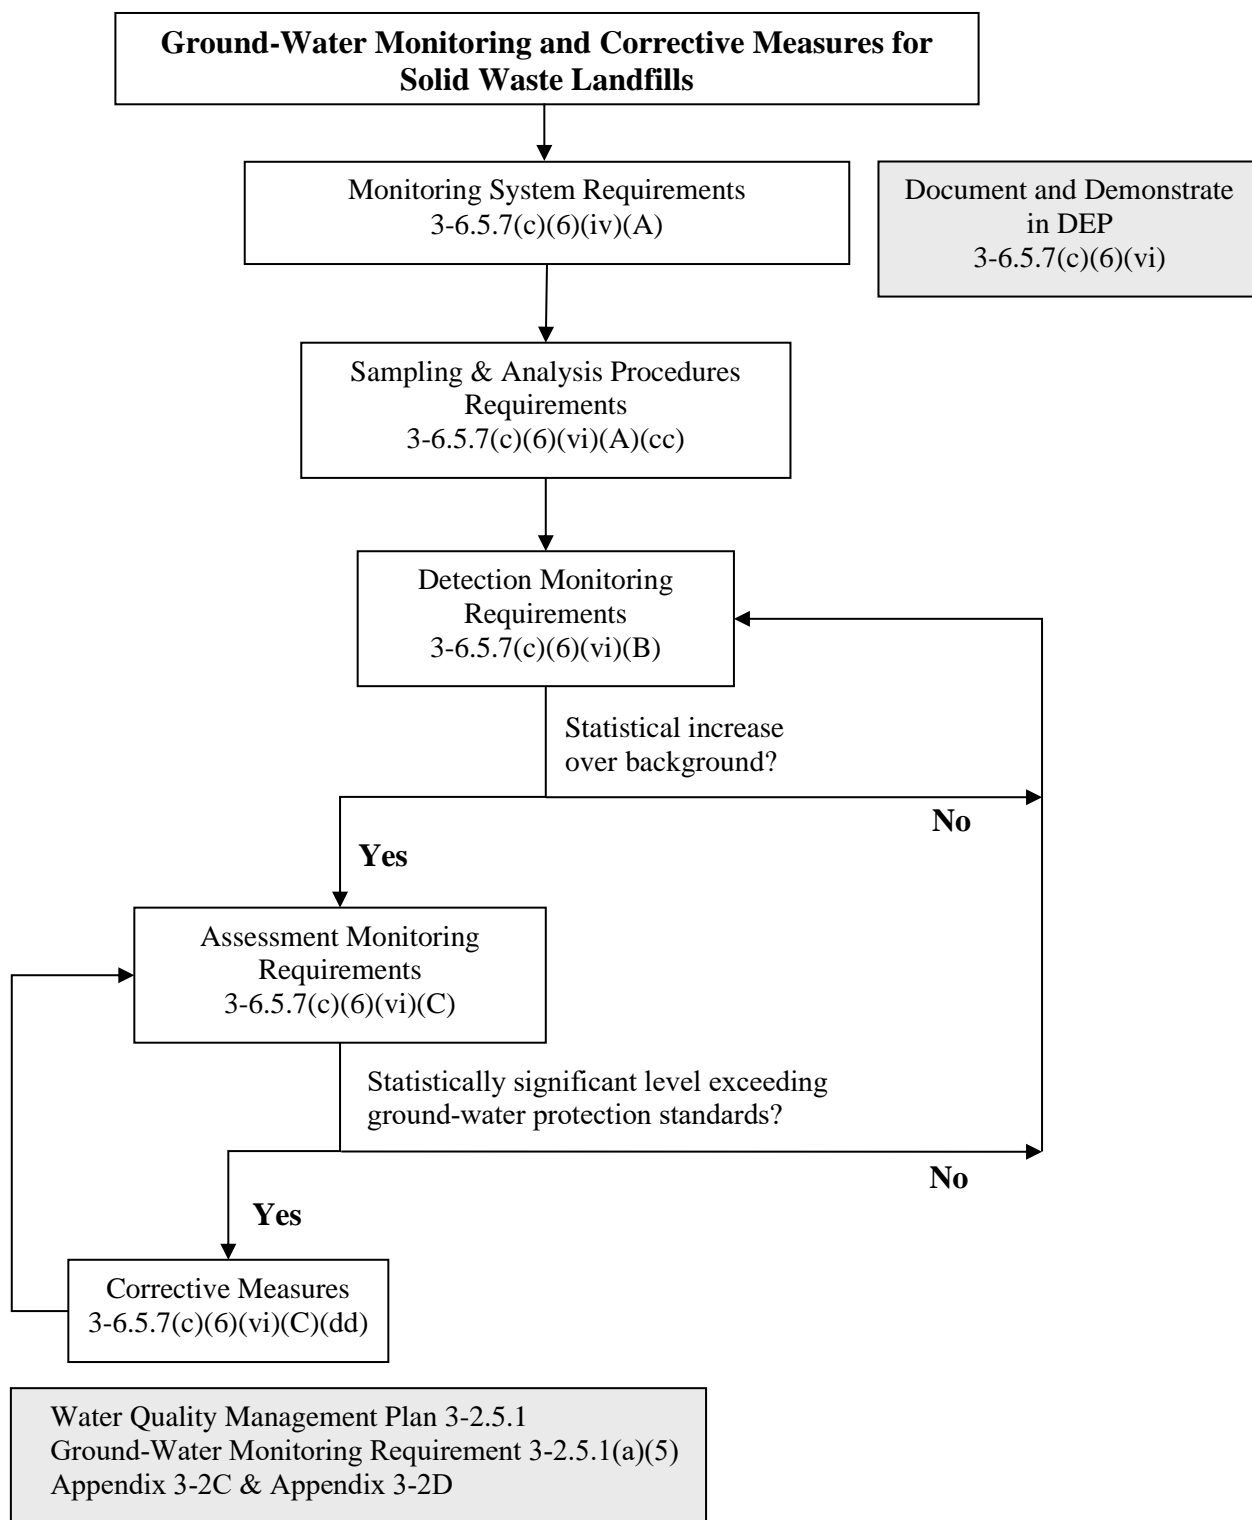 Ground-Water Monitoring and Corrective Measures for
Solid Waste Landfills
Monitoring System Requirements
3-6.5.7(c)(6)(iv)(A)
Document and Demonstrate
in DEP
3-6.5.7(c)(6)(vi)
Sampling & Analysis Procedures
Requirements
3-6.5.7(c)(6)(vi)(A)(cc)
Detection Monitoring
Requirements
3-6.5.7(c)(6)(vi)(B)
Statistical increase
over background?
No
Yes
Assessment Monitoring
Requirements
3-6.5.7(c)(6)(vi)(C)
Statistically significant level exceeding
ground-water protection standards?
No
Yes
Corrective Measures
3-6.5.7(c)(6)(vi)(C)(dd)
Water Quality Management Plan 3-2.5.1
Ground-Water Monitoring Requirement 3-2.5.1(a)(5)
Appendix 3-2C & Appendix 3-2D